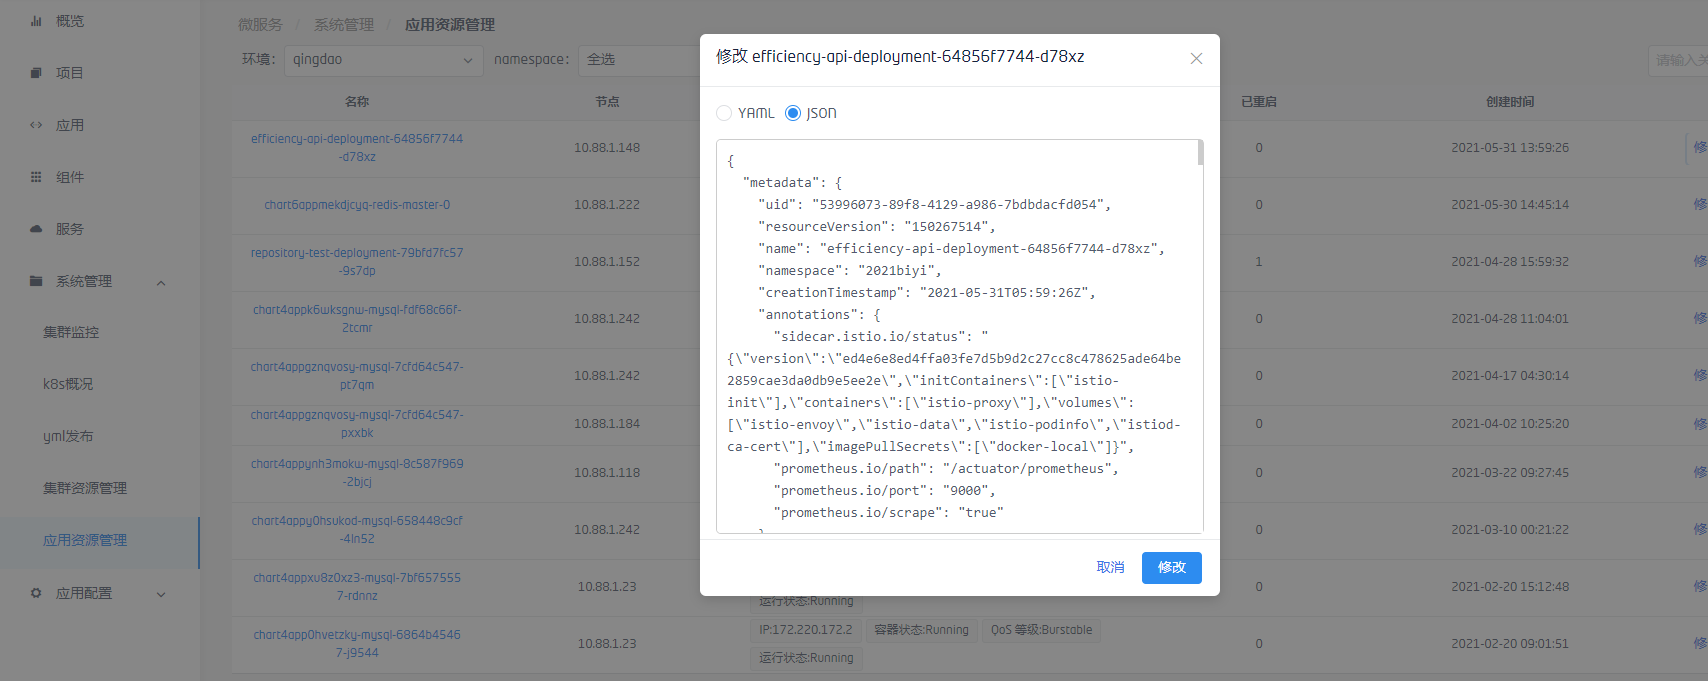 概览
项目
应用
组件
服务
系统管理
集群监控
k8s概况
yml发布
集群资源管理
应用资源管理
应用配置
微服务 / 系统管理 / 应用资源管理
环境： qingdao namespace： 全选
请输入关
名称 节点 已重启 创建时间
efficiency-api-deployment-64856f7744
-d78xz
10.88.1.148 0 2021-05-31 13:59:26 修
chart6appmekdjcyq-redis-master-0 10.88.1.222 0 2021-05-30 14:45:14 修
repository-test-deployment-79bfd7fc57
-9s7dp
10.88.1.152 1 2021-04-28 15:59:32 修
chart4appk6wksgnw-mysql-fdf68c66f-
2tcmr
10.88.1.242 0 2021-04-28 11:04:01 修
chart4appgznqvosy-mysql-7cfd64c547-
pt7qm
10.88.1.242 0 2021-04-17 04:30:14 修
chart4appgznqvosy-mysql-7cfd64c547-
pxxbk
10.88.1.184 0 2021-04-02 10:25:20 修
chart4appynh3mokw-mysql-8c587f969
-2bjcj
10.88.1.118 0 2021-03-22 09:27:45 修
chart4appy0hsukod-mysql-658448c9cf
-4ln52
10.88.1.242 0 2021-03-10 00:21:22 修
chart4appxu8z0xz3-mysql-7bf657555
7-rdnnz
10.88.1.23 0 2021-02-20 15:12:48 修
运行状态:Running
chart4app0hvetzky-mysql-6864b4546
7-j9544
10.88.1.23 IP:172.220.172.2 容器状态:Running QoS 等级:Burstable 0 2021-02-20 09:01:51 修
运行状态:Running
修改 efficiency-api-deployment-64856f7744-d78xz
YAML JSON
{
"metadata": {
"uid": "53996073-89f8-4129-a986-7bdbdacfd054",
"resourceVersion": "150267514",
"name": "efficiency-api-deployment-64856f7744-d78xz",
"namespace": "2021biyi",
"creationTimestamp": "2021-05-31T05:59:26Z",
"annotations": {
"sidecar.istio.io/status": "
{\"version\":\"ed4e6e8ed4ffa03fe7d5b9d2c27cc8c478625ade64be
2859cae3da0db9e5ee2e\",\"initContainers\":[\"istio-
init\"],\"containers\":[\"istio-proxy\"],\"volumes\":
[\"istio-envoy\",\"istio-data\",\"istio-podinfo\",\"istiod-
ca-cert\"],\"imagePullSecrets\":[\"docker-local\"]}",
"prometheus.io/path": "/actuator/prometheus",
"prometheus.io/port": "9000",
"prometheus.io/scrape": "true"
取消 修改